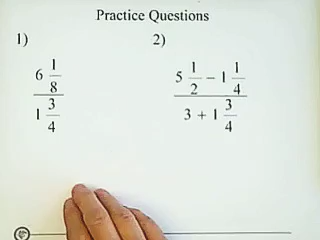 Practice Questions
1) 2)
6 1/8 5 1/2 - 1 1/4
1 3/4 3 + 1 3/4